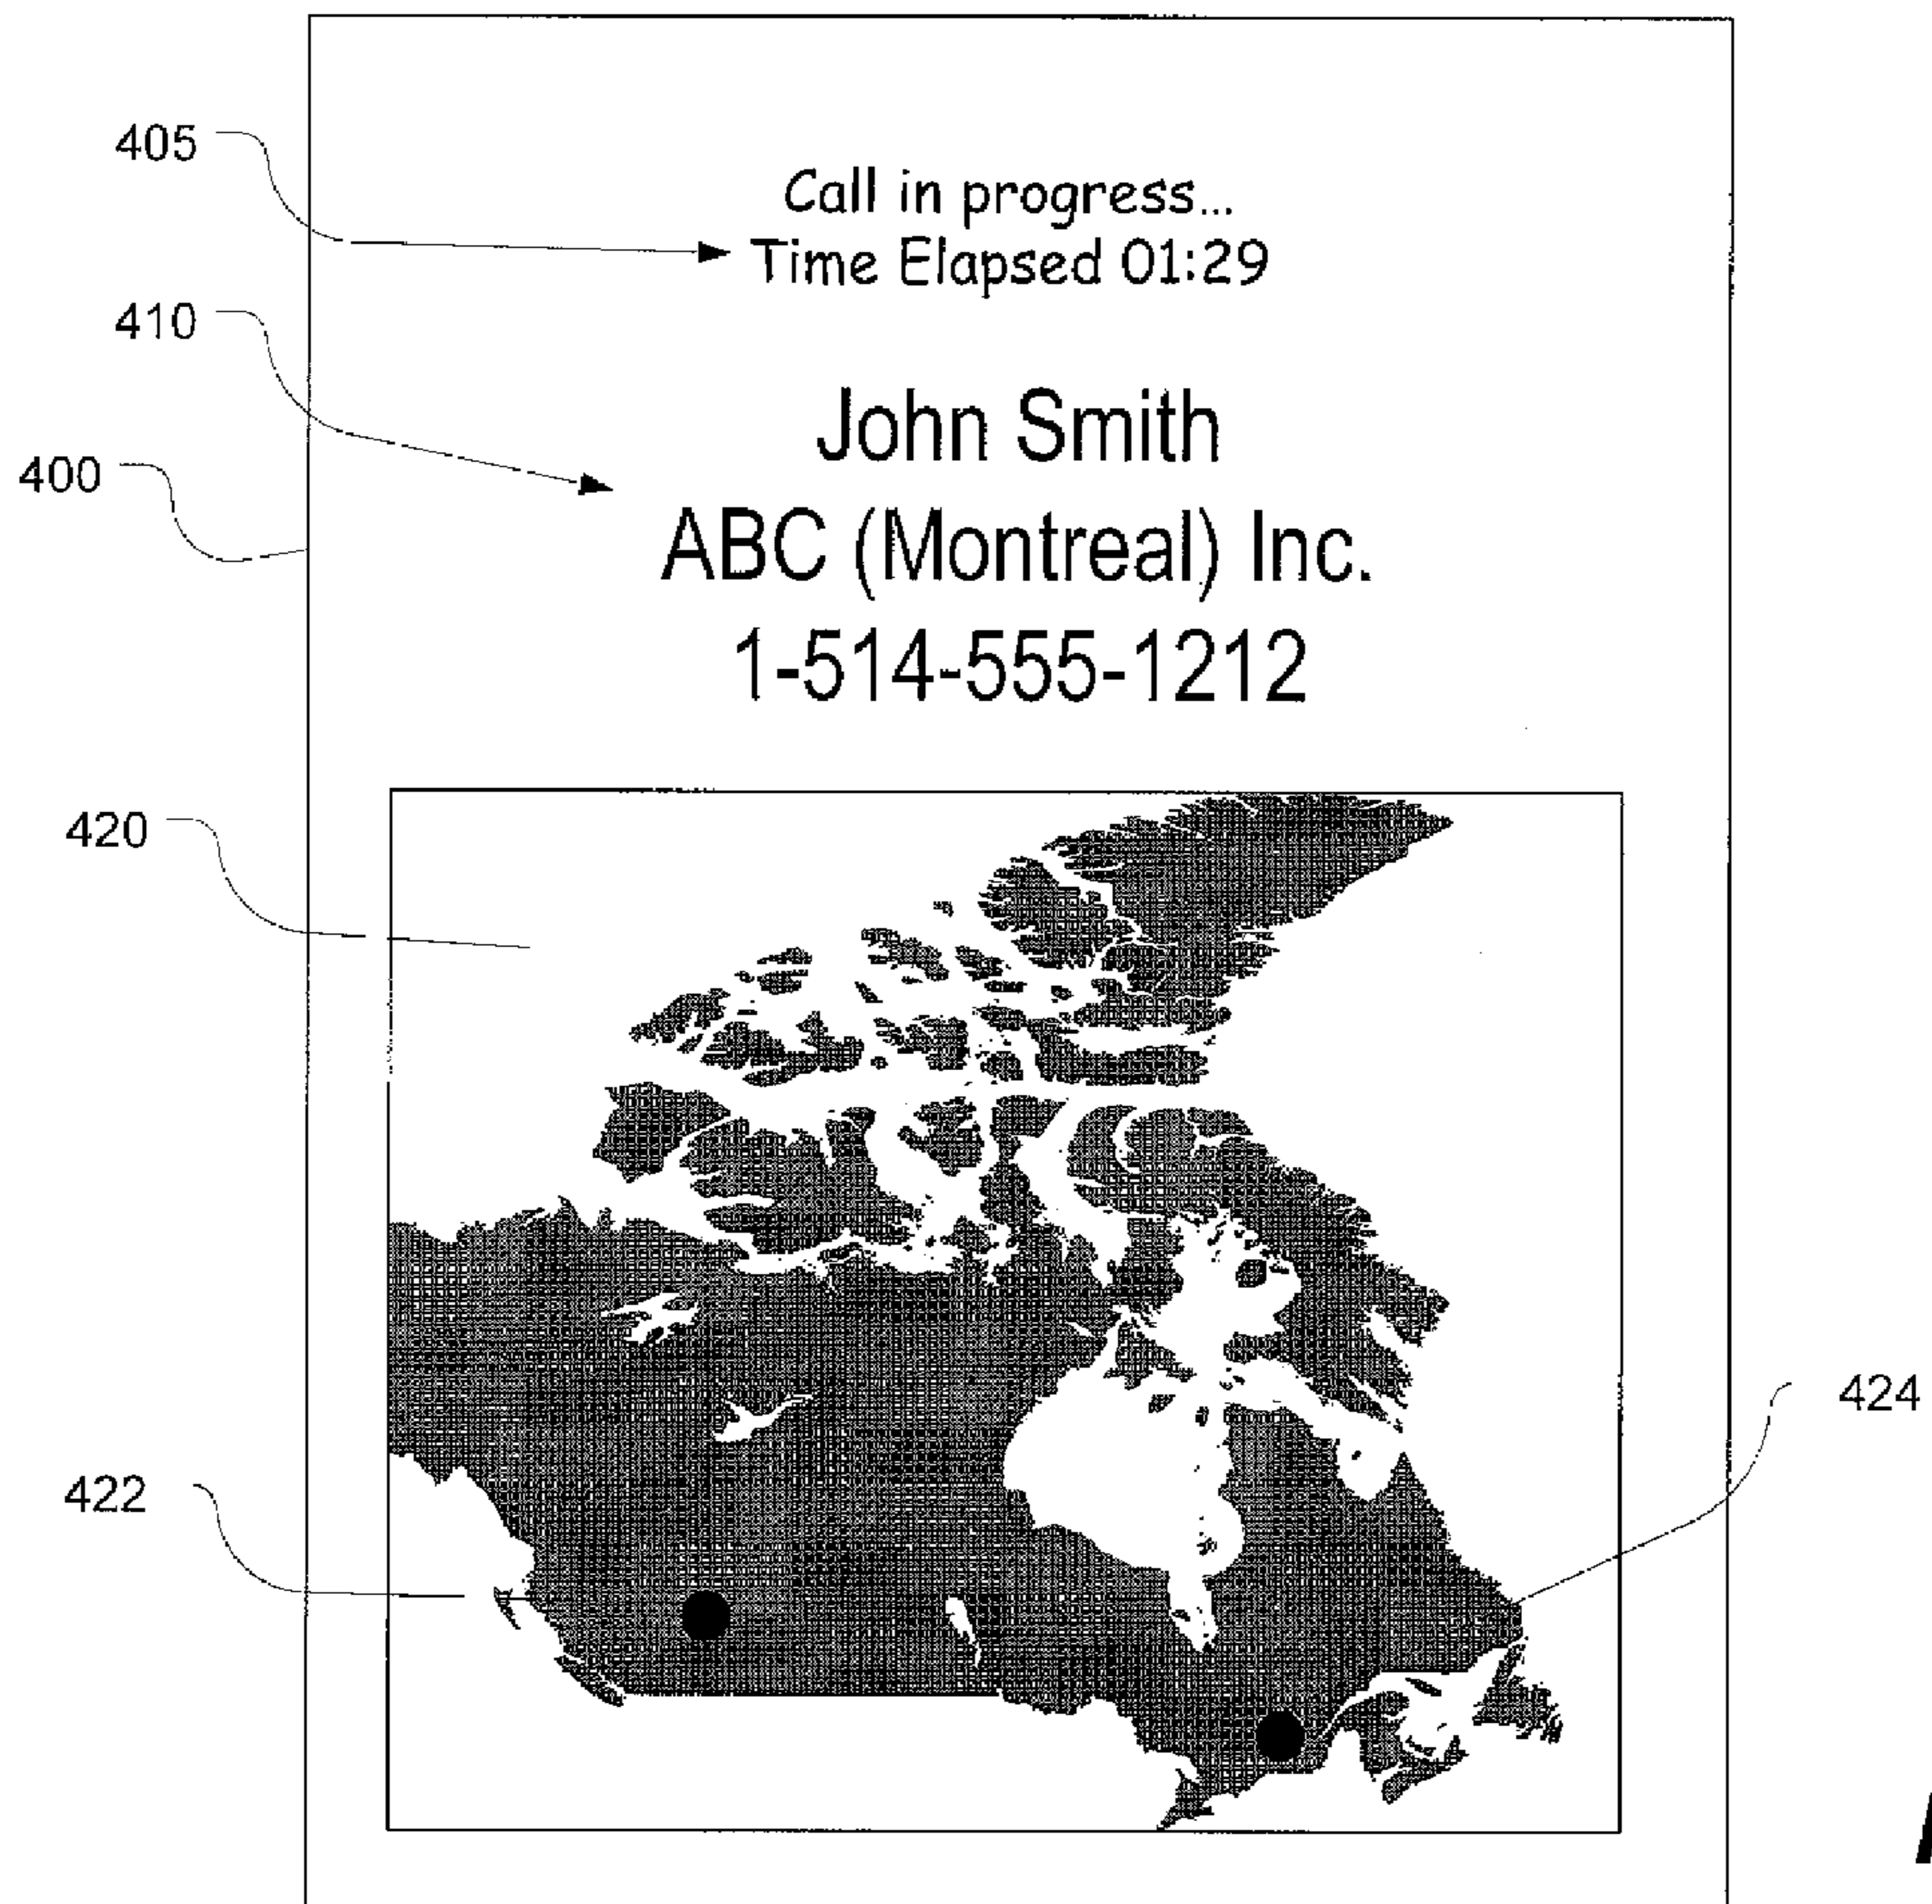 405
Call in progress...
Time Elapsed 01:29
410
John Smith
400
ABC (Montreal) Inc.
1-514-555-1212
420
424
422